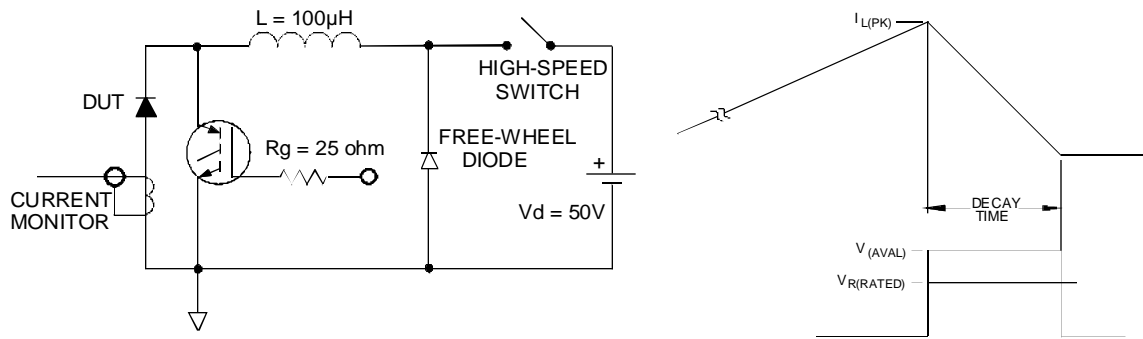 L = 100µH
HIGH-SPEED
SWITCH
DUT
Rg = 25 ohm
FREE-WHEEL
DIODE
+
CURRENT
MONITOR
Vd = 50V
I L(PK)
DECAY
TIME
V (AVAL)
V R(RATED)